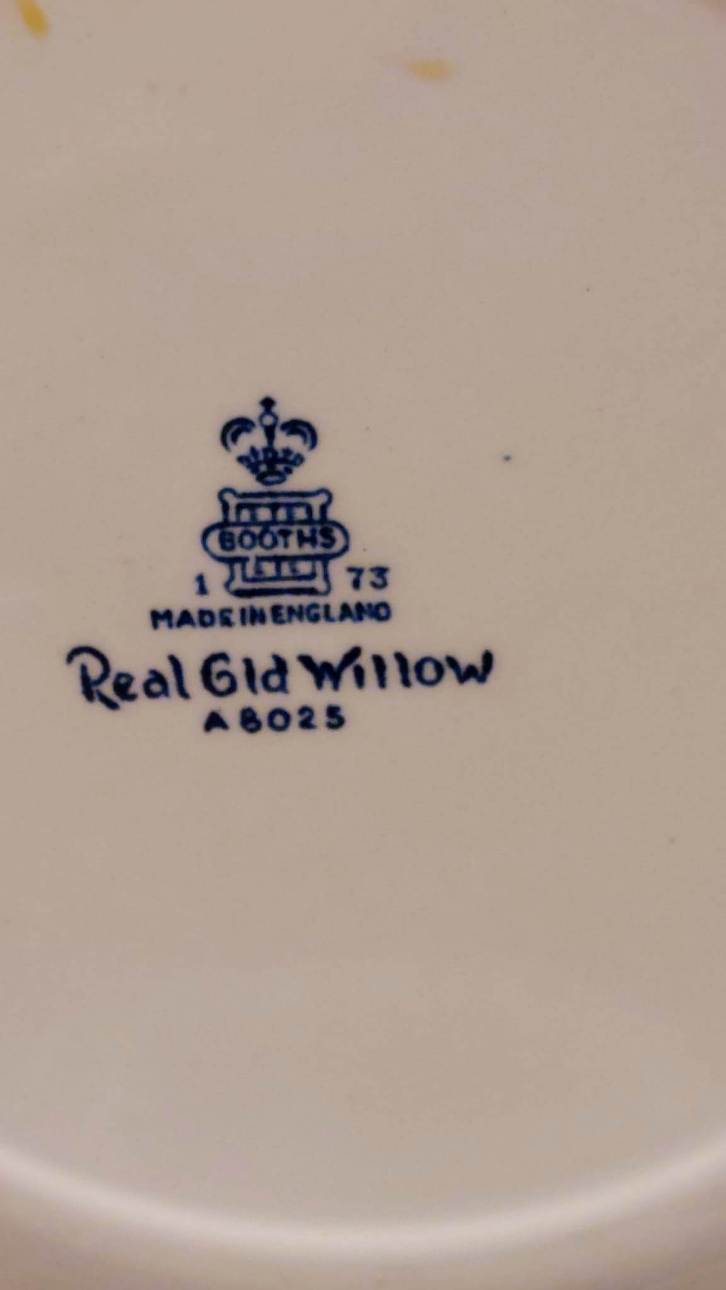 BOOTHS
1 73
MADE IN ENGLAND
Real Old Willow
A8025